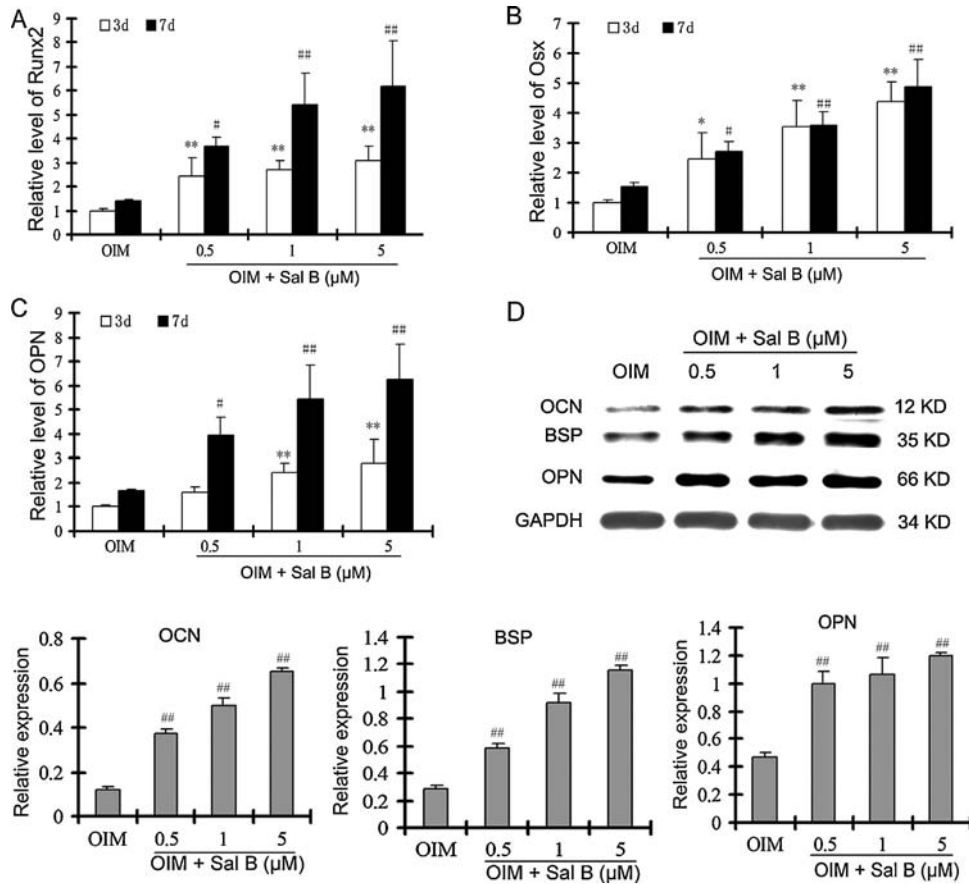 A
Relative level of Runx2
3d 7d
9
8
7
6
5
4
3
2
1
0
** # ** ## ** ##
OIM 0.5 1 5
OIM + Sal B (µM)
B
Relative level of Osx
3d 7d
7
6
5
4
3
2
1
0
* # ** ## ** ##
OIM 0.5 1 5
OIM + Sal B (µM)
C
Relative level of OPN
3d 7d
9
8
7
6
5
4
3
2
1
0
# ** ## ** ##
OIM 0.5 1 5
OIM + Sal B (µM)
D
OIM + Sal B (µM)
OIM 0.5 1 5
OCN 12 KD
BSP 35 KD
OPN 66 KD
GAPDH 34 KD
OCN
Relative expression
0.8
0.6
0.4
0.2
0
## ## ##
OIM 0.5 1 5
OIM + Sal B (µM)
BSP
Relative expression
1.4
1.2
1
0.8
0.6
0.4
0.2
0
## ## ##
OIM 0.5 1 5
OIM + Sal B (µM)
OPN
Relative expression
1.4
1.2
1
0.8
0.6
0.4
0.2
0
## ## ##
OIM 0.5 1 5
OIM + Sal B (µM)